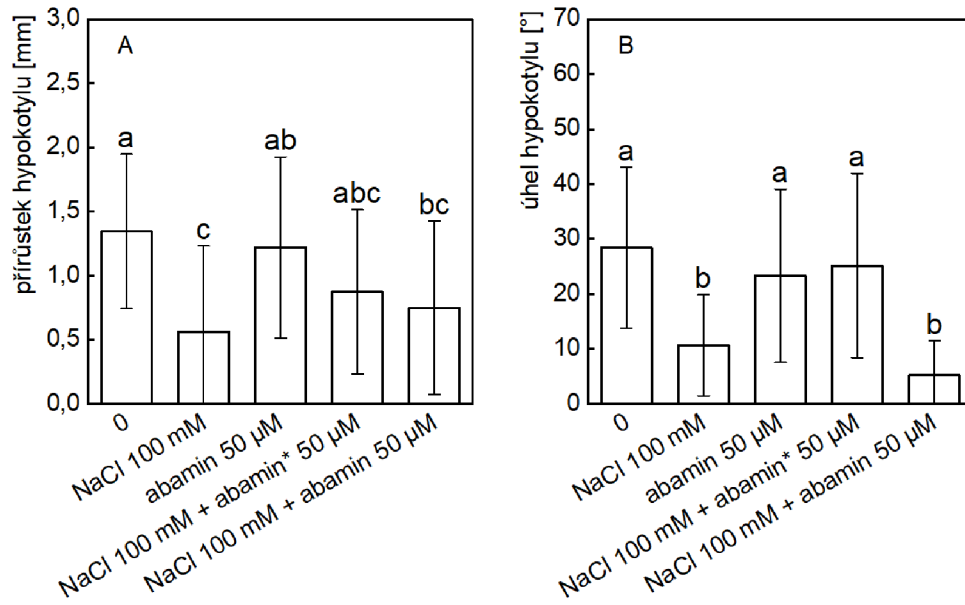 A
přírůstek hypokotylu [mm]
3,0
2,5
2,0
1,5
1,0
0,5
0,0
a
c
ab
abc
bc
0
NaCl 100 mM
abamin 50 µM
NaCl 100 mM + abamin* 50 µM
NaCl 100 mM + abamin 50 µM
B
úhel hypokotylu [°]
70
60
50
40
30
20
10
0
a
b
a
a
b
0
NaCl 100 mM
abamin 50 µM
NaCl 100 mM + abamin* 50 µM
NaCl 100 mM + abamin 50 µM